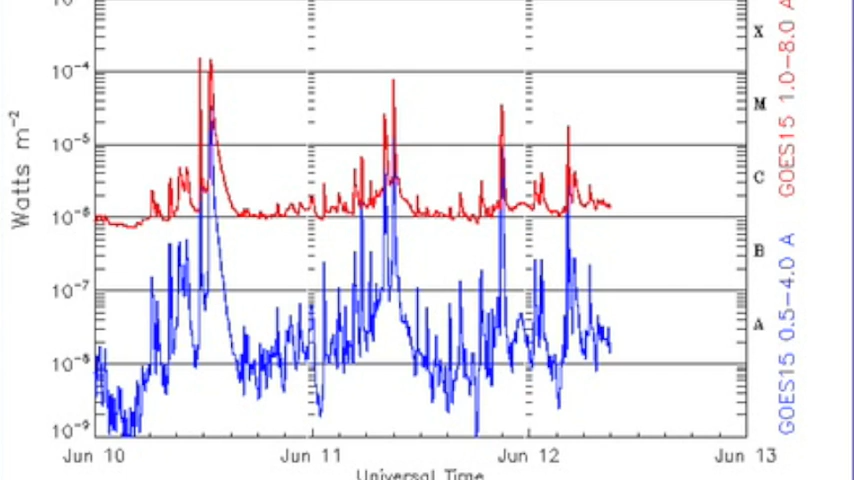 10⁻⁴
10⁻⁵
10⁻⁶
10⁻⁷
10⁻⁸
10⁻⁹
Watts m⁻²
X
M
C
B
A
GOES15 1.0–8.0 A
GOES15 0.5–4.0 A
Jun 10 Jun 11 Jun 12 Jun 13
Universal Time